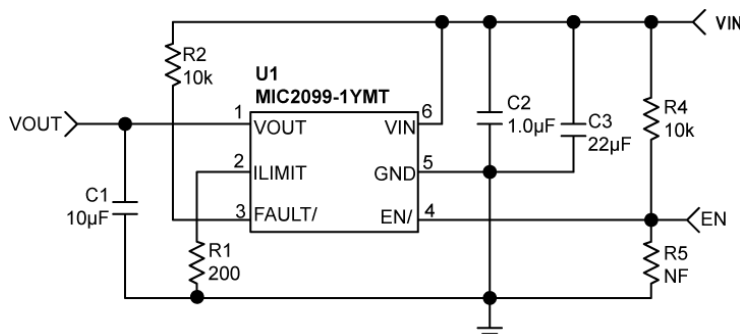 VIN
R2
10k
U1
MIC2099-1YMT
VOUT
1
VOUT
VIN
6
C2
1.0µF
C3
22µF
R4
10k
2
ILIMIT
GND
5
C1
10µF
3
FAULT/
EN/
4
EN
R1
200
R5
NF